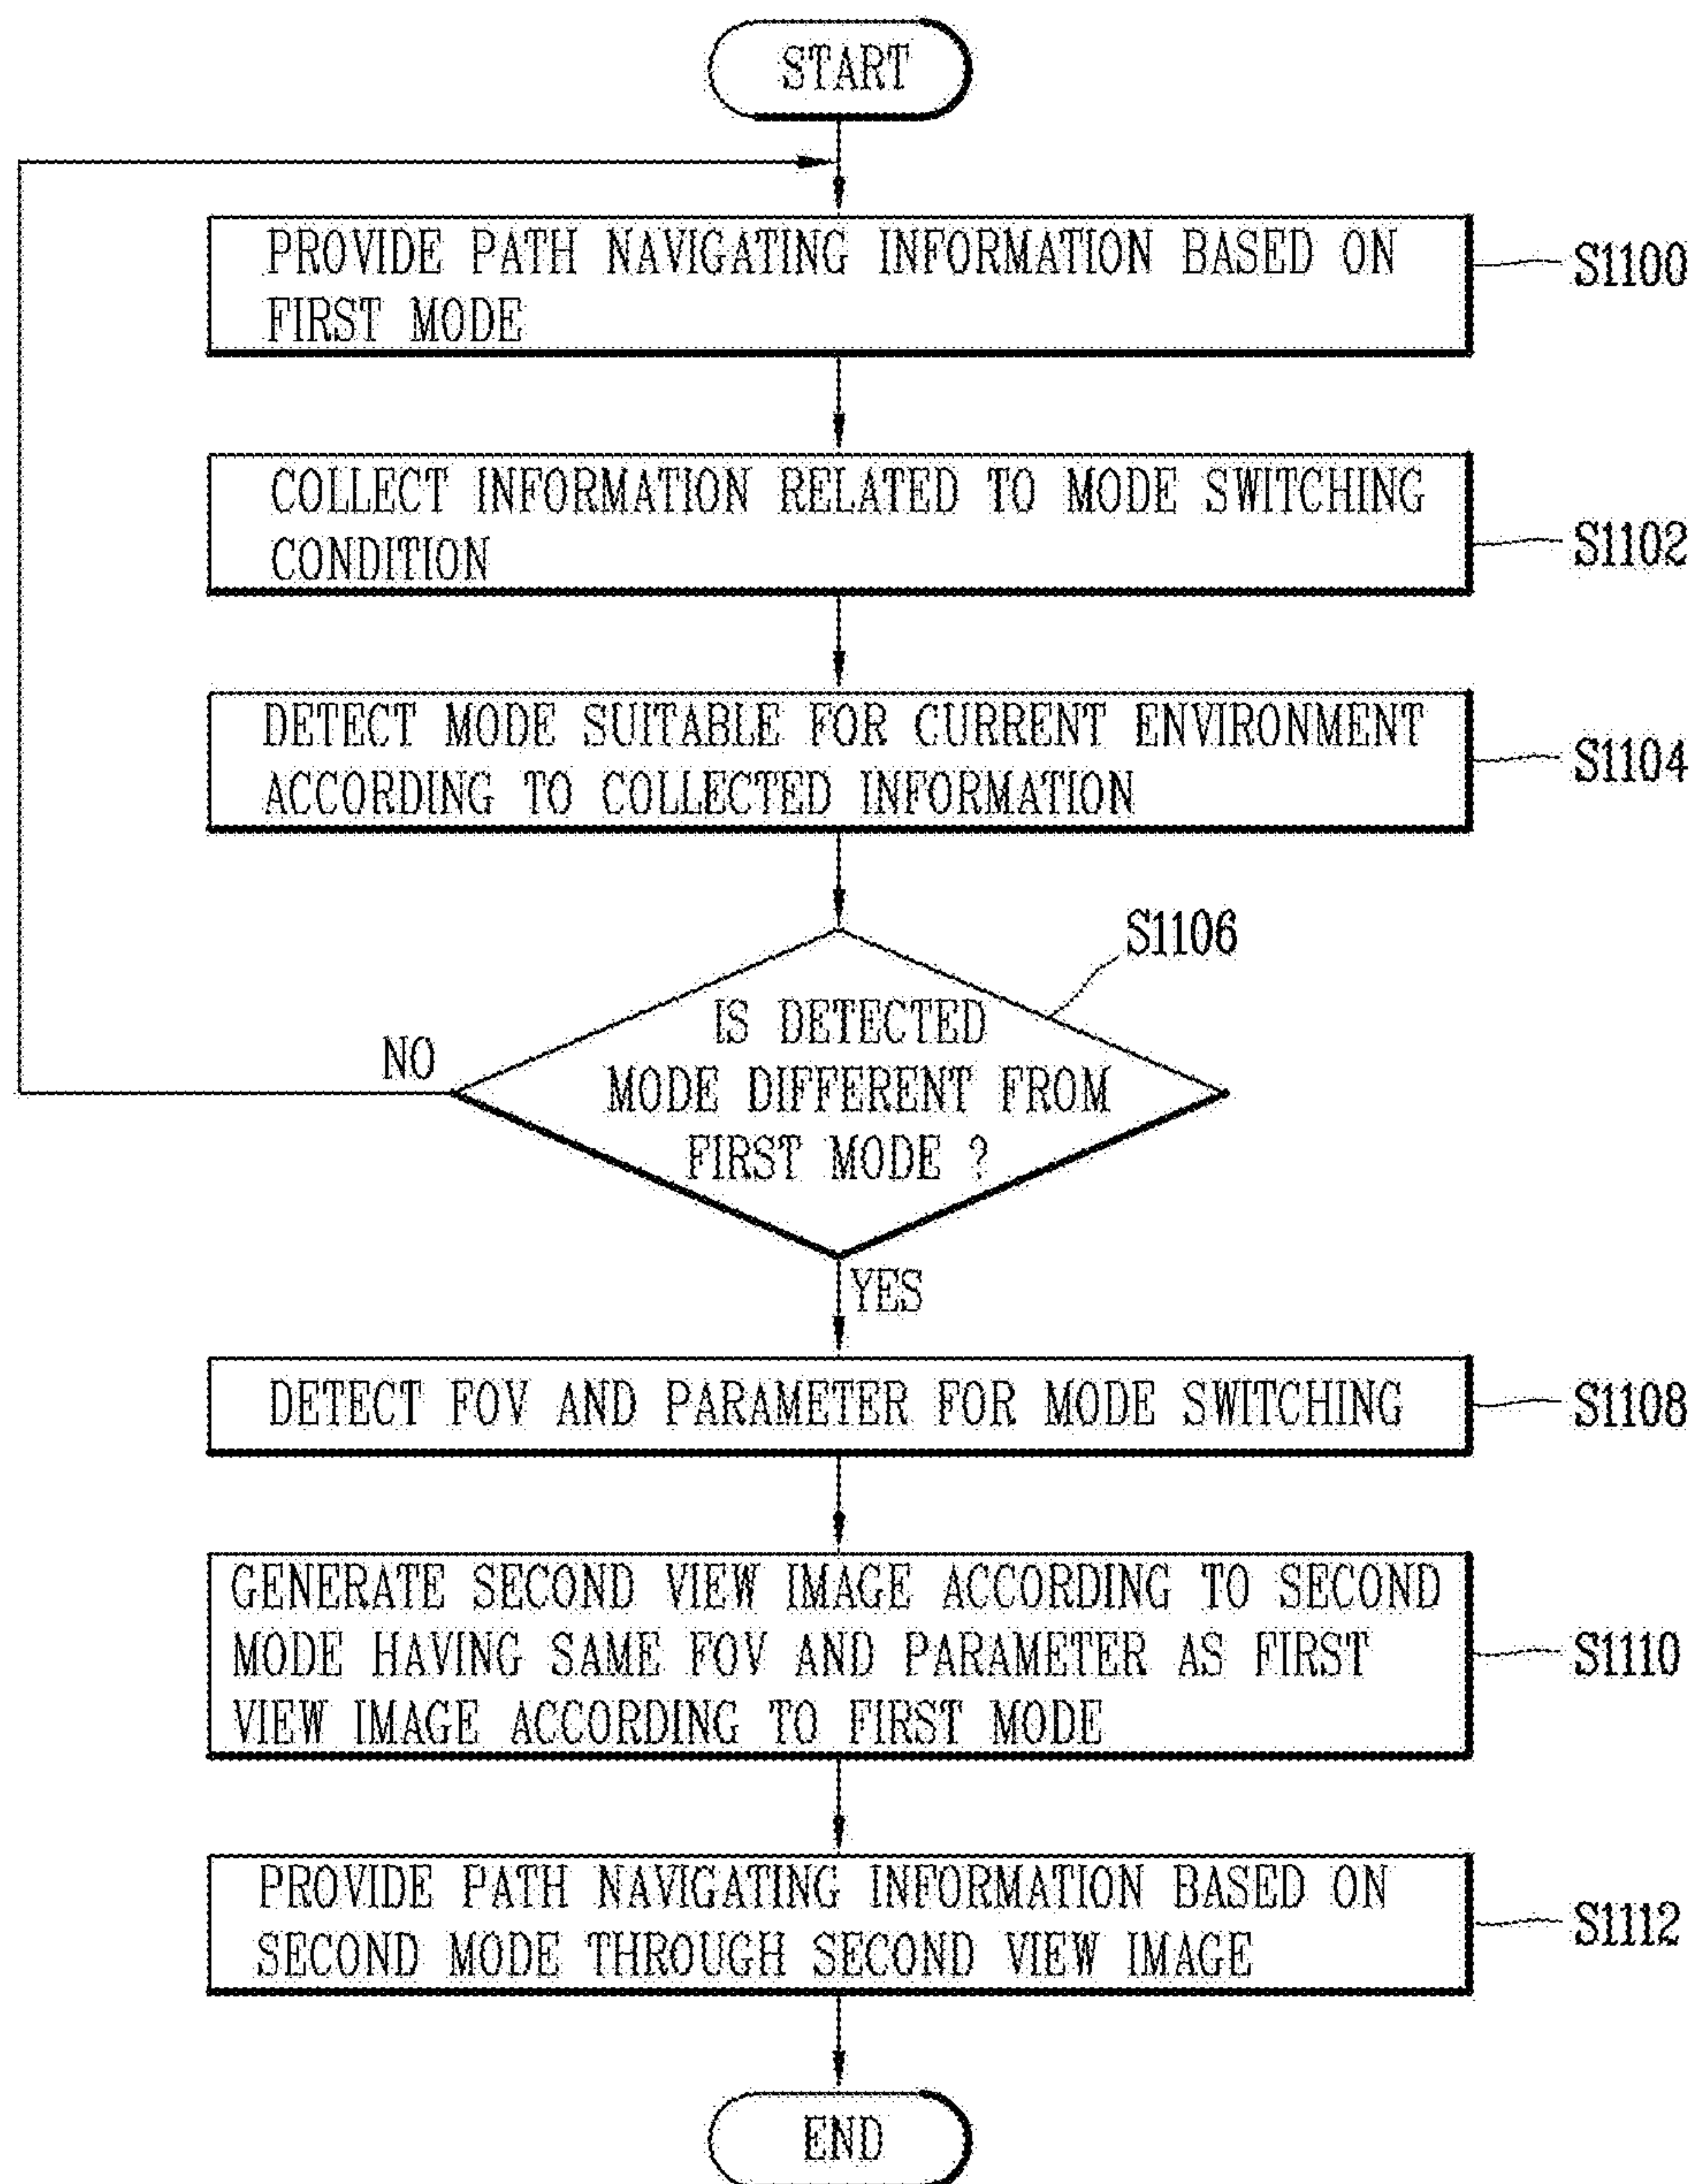 START
PROVIDE PATH NAVIGATING INFORMATION BASED ON
FIRST MODE
S1100
COLLECT INFORMATION RELATED TO MODE SWITCHING
CONDITION
S1102
DETECT MODE SUITABLE FOR CURRENT ENVIRONMENT
ACCORDING TO COLLECTED INFORMATION
S1104
S1106
IS DETECTED
MODE DIFFERENT FROM
FIRST MODE ?
NO
YES
DETECT FOV AND PARAMETER FOR MODE SWITCHING
S1108
GENERATE SECOND VIEW IMAGE ACCORDING TO SECOND
MODE HAVING SAME FOV AND PARAMETER AS FIRST
VIEW IMAGE ACCORDING TO FIRST MODE
S1110
PROVIDE PATH NAVIGATING INFORMATION BASED ON
SECOND MODE THROUGH SECOND VIEW IMAGE
S1112
END